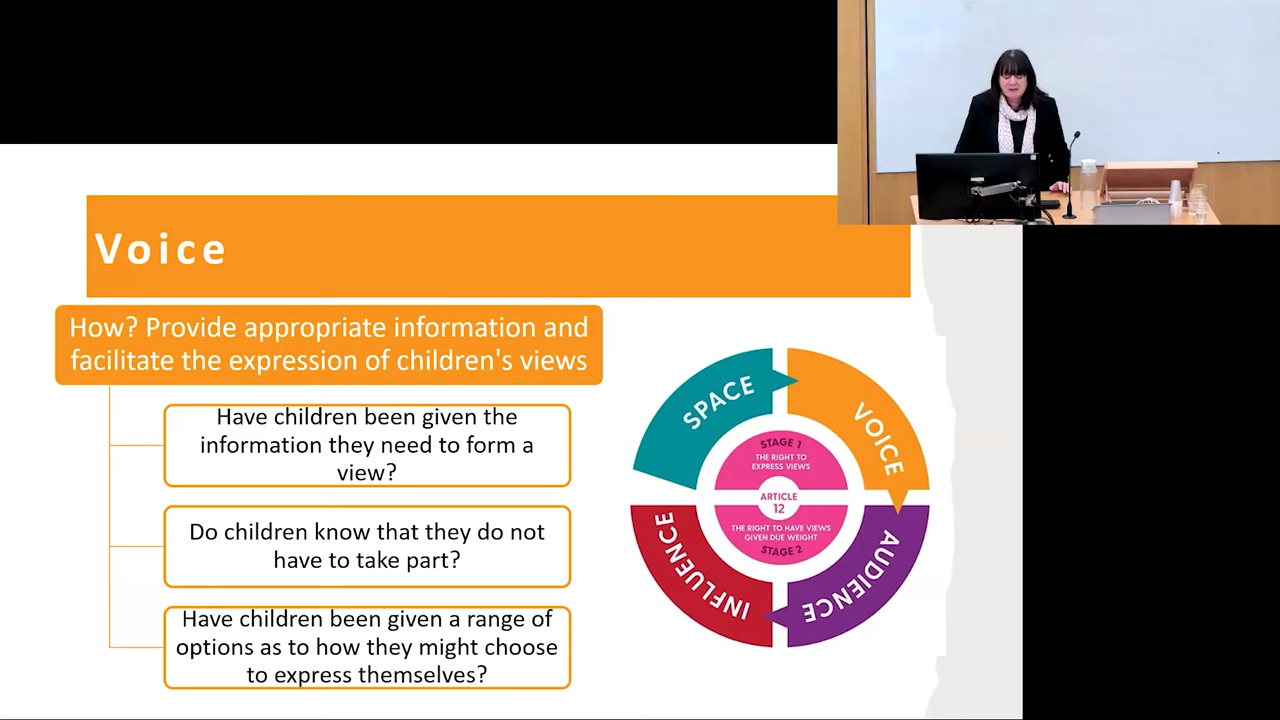 Voice
How? Provide appropriate information and
facilitate the expression of children's views
Have children been given the
information they need to form a
view?
Do children know that they do not
have to take part?
Have children been given a range of
options as to how they might choose
to express themselves?
SPACE
VOICE
STAGE 1
THE RIGHT TO
EXPRESS VIEWS
ARTICLE
12
THE RIGHT TO HAVE VIEWS
GIVEN DUE WEIGHT
STAGE 2
INFLUENCE
AUDIENCE